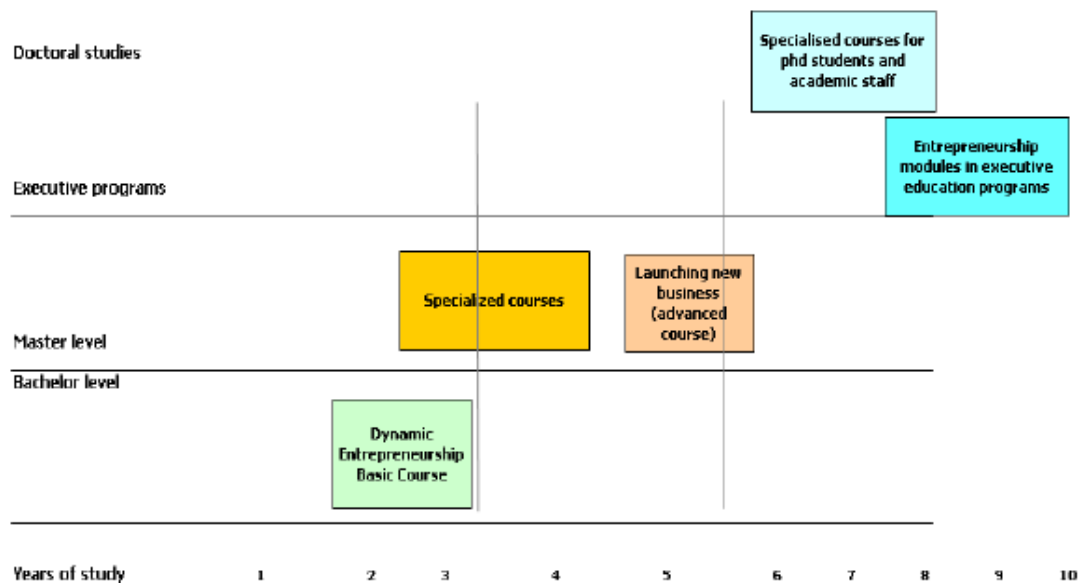 Doctoral studies
Specialised courses for
phd students and
academic staff
Executive programs
Entrepreneurship
modules in executive
education programs
Master level
Specialized courses
Launching new
business
(advanced
course)
Bachelor level
Dynamic
Entrepreneurship
Basic Course
Years of study 1 2 3 4 5 6 7 8 9 10